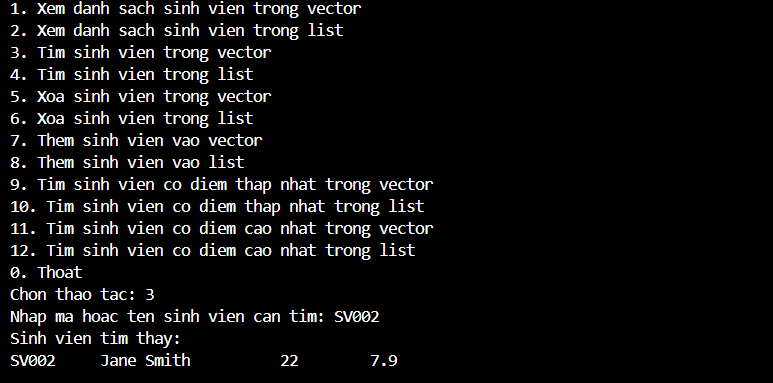 1. Xem danh sach sinh vien trong vector
2. Xem danh sach sinh vien trong list
3. Tim sinh vien trong vector
4. Tim sinh vien trong list
5. Xoa sinh vien trong vector
6. Xoa sinh vien trong list
7. Them sinh vien vao vector
8. Them sinh vien vao list
9. Tim sinh vien co diem thap nhat trong vector
10. Tim sinh vien co diem thap nhat trong list
11. Tim sinh vien co diem cao nhat trong vector
12. Tim sinh vien co diem cao nhat trong list
0. Thoat
Chon thao tac: 3
Nhap ma hoac ten sinh vien can tim: SV002
Sinh vien tim thay:
SV002     Jane Smith          22        7.9